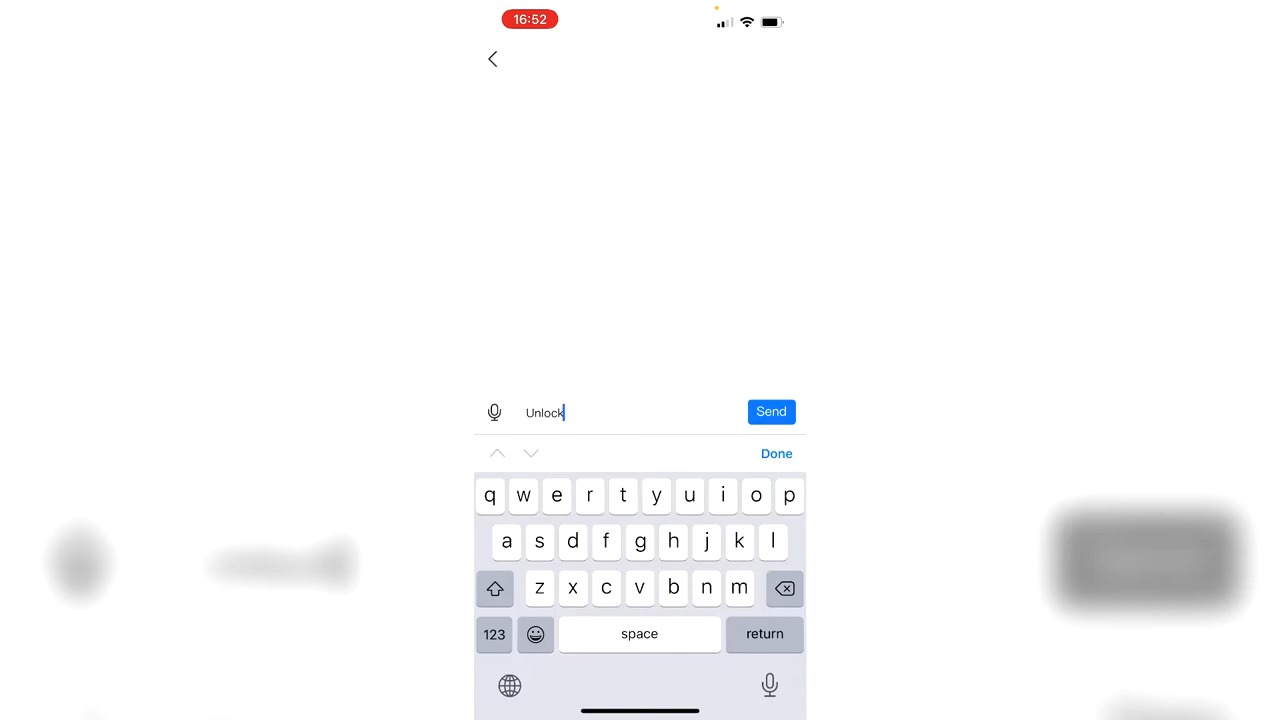 16:52
Unlock
Send
Done
q w e r t y u i o p
a s d f g h j k l
z x c v b n m
123 space return